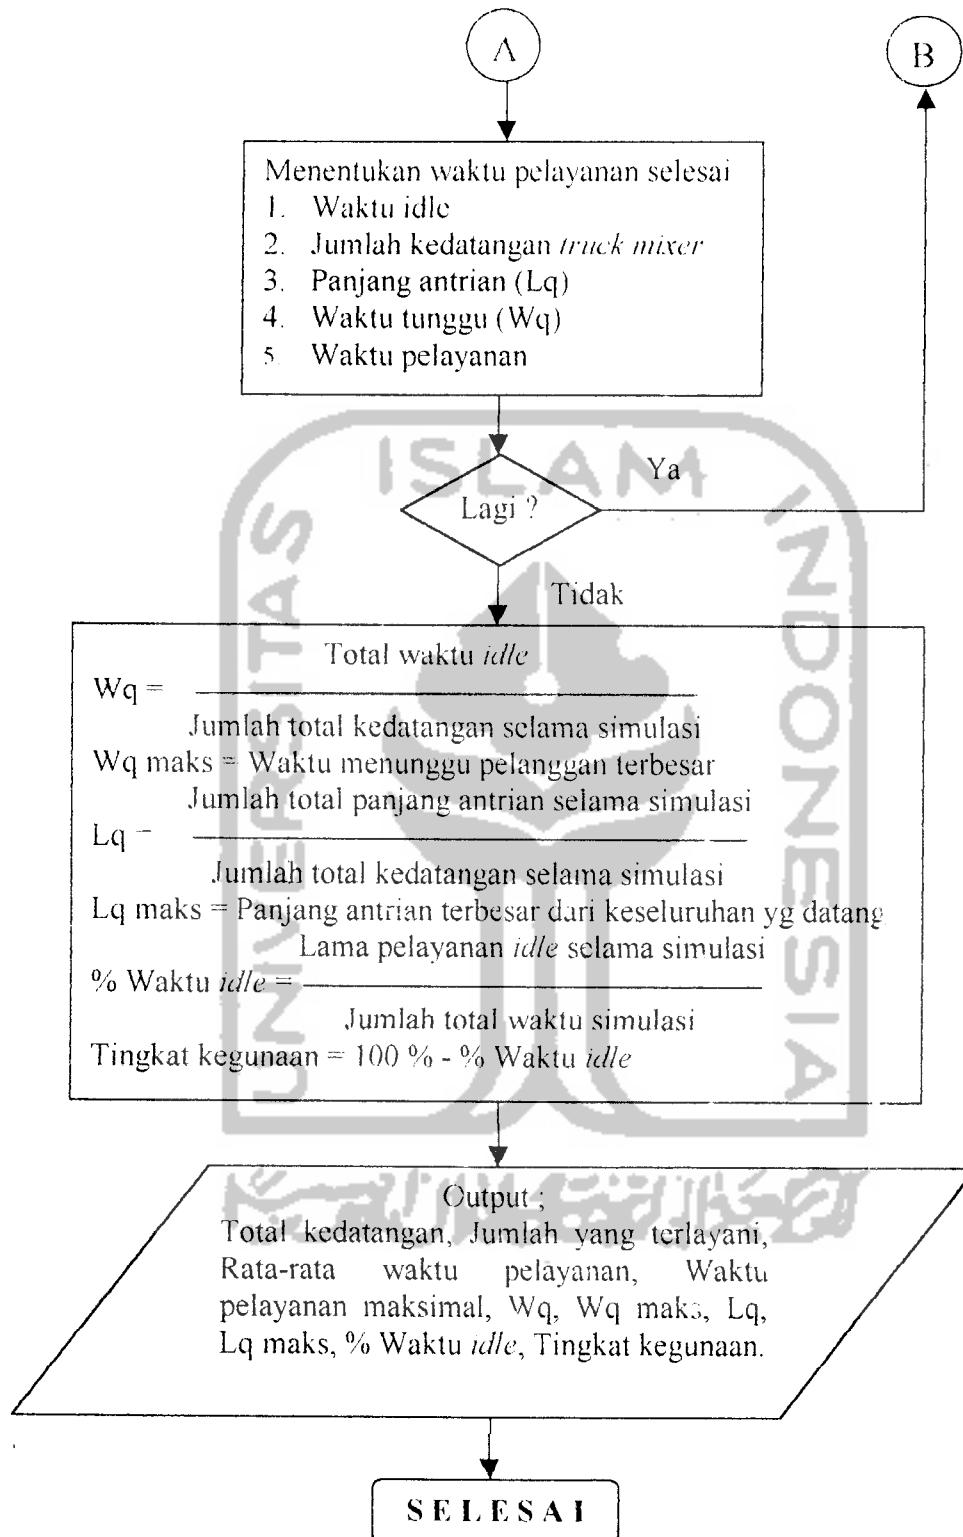 A
B
Menentukan waktu pelayanan selesai
1. Waktu idle
2. Jumlah kedatangan truck mixer
3. Panjang antrian (Lq)
4. Waktu tunggu (Wq)
5. Waktu pelayanan
Lagi ?
Ya
Tidak
Total waktu idle
Wq =
Jumlah total kedatangan selama simulasi
Wq maks = Waktu menunggu pelanggan terbesar
Jumlah total panjang antrian selama simulasi
Lq =
Jumlah total kedatangan selama simulasi
Lq maks = Panjang antrian terbesar dari keseluruhan yg datang
Lama pelayanan idle selama simulasi
% Waktu idle =
Jumlah total waktu simulasi
Tingkat kegunaan = 100 % - % Waktu idle
Output ;
Total kedatangan, Jumlah yang terlayani,
Rata-rata waktu pelayanan, Waktu
pelayanan maksimal, Wq, Wq maks, Lq,
Lq maks, % Waktu idle, Tingkat kegunaan.
SELESAI
UNIVERSITAS ISLAM INDONESIA